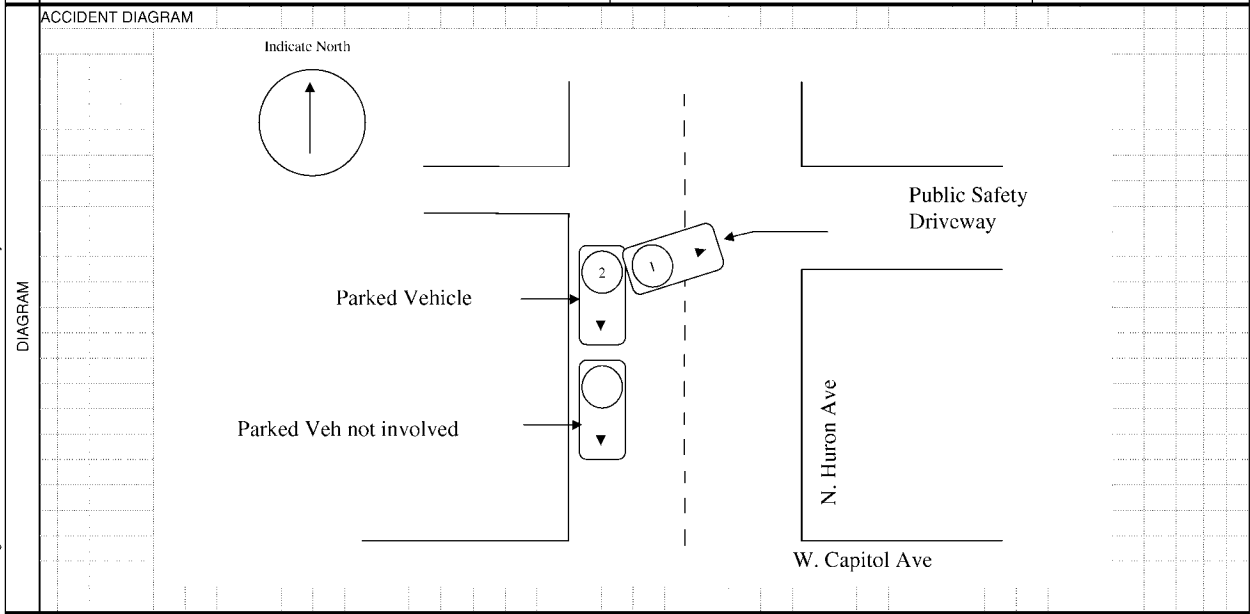 ACCIDENT DIAGRAM
Indicate North
Public Safety
Driveway
2
1
Parked Vehicle
DIAGRAM
Parked Veh not involved
N. Huron Ave
W. Capitol Ave